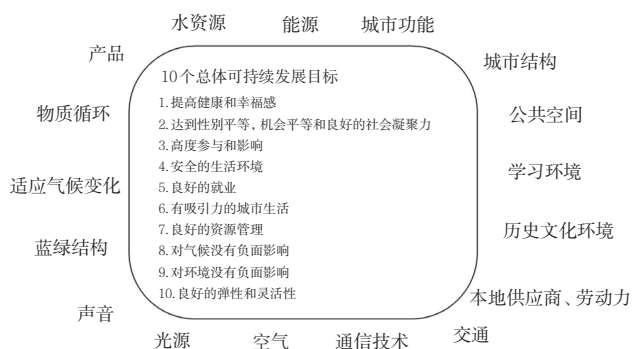 水资源
能源
城市功能
产品
城市结构
10个总体可持续发展目标
1.提高健康和幸福感
物质循环
公共空间
2.达到性别平等，机会平等和良好的社会凝聚力
3.高度参与和影响
4.安全的生活环境
学习环境
适应气候变化
5.良好的就业
6.有吸引力的城市生活
7.良好的资源管理
历史文化环境
蓝绿结构
8.对气候没有负面影响
9.对环境没有负面影响
10.良好的弹性和灵活性
本地供应商、劳动力
声音
光源
空气
通信技术
交通